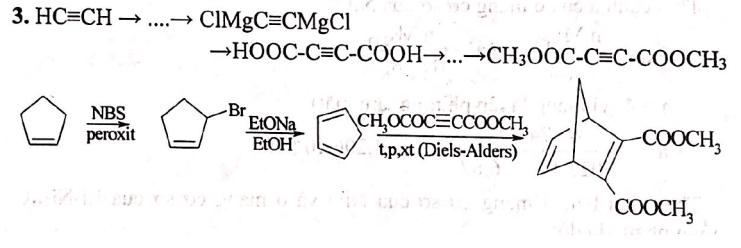 3. HC≡CH → ....→ ClMgC≡CMgCl
→HOOC-C≡C-COOH→...→CH₃OOC-C≡C-COOCH₃
NBS
peroxit
Br
EtONa
EtOH
CH₃OCOC≡CCOOCH₃
t,p,xt (Diels-Alders)
COOCH₃
COOCH₃